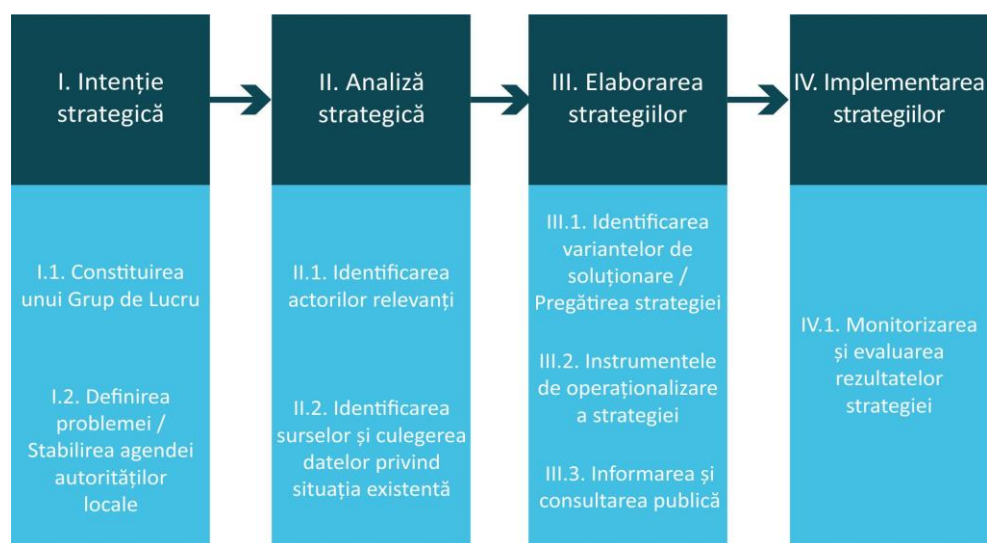 I. Intenție
strategică
I.1. Constituirea
unui Grup de Lucru
I.2. Definirea
problemei /
Stabilirea agendei
autorităților
locale
II. Analiză
strategică
II.1. Identificarea
actorilor relevanți
II.2. Identificarea
surselor și culegerea
datelor privind
situația existentă
III. Elaborarea
strategiilor
III.1. Identificarea
variantelor de
soluționare /
Pregătirea strategiei
III.2. Instrumentele
de operaționalizare
a strategiei
III.3. Informarea și
consultarea publică
IV. Implementarea
strategiilor
IV.1. Monitorizarea
și evaluarea
rezultatelor
strategiei